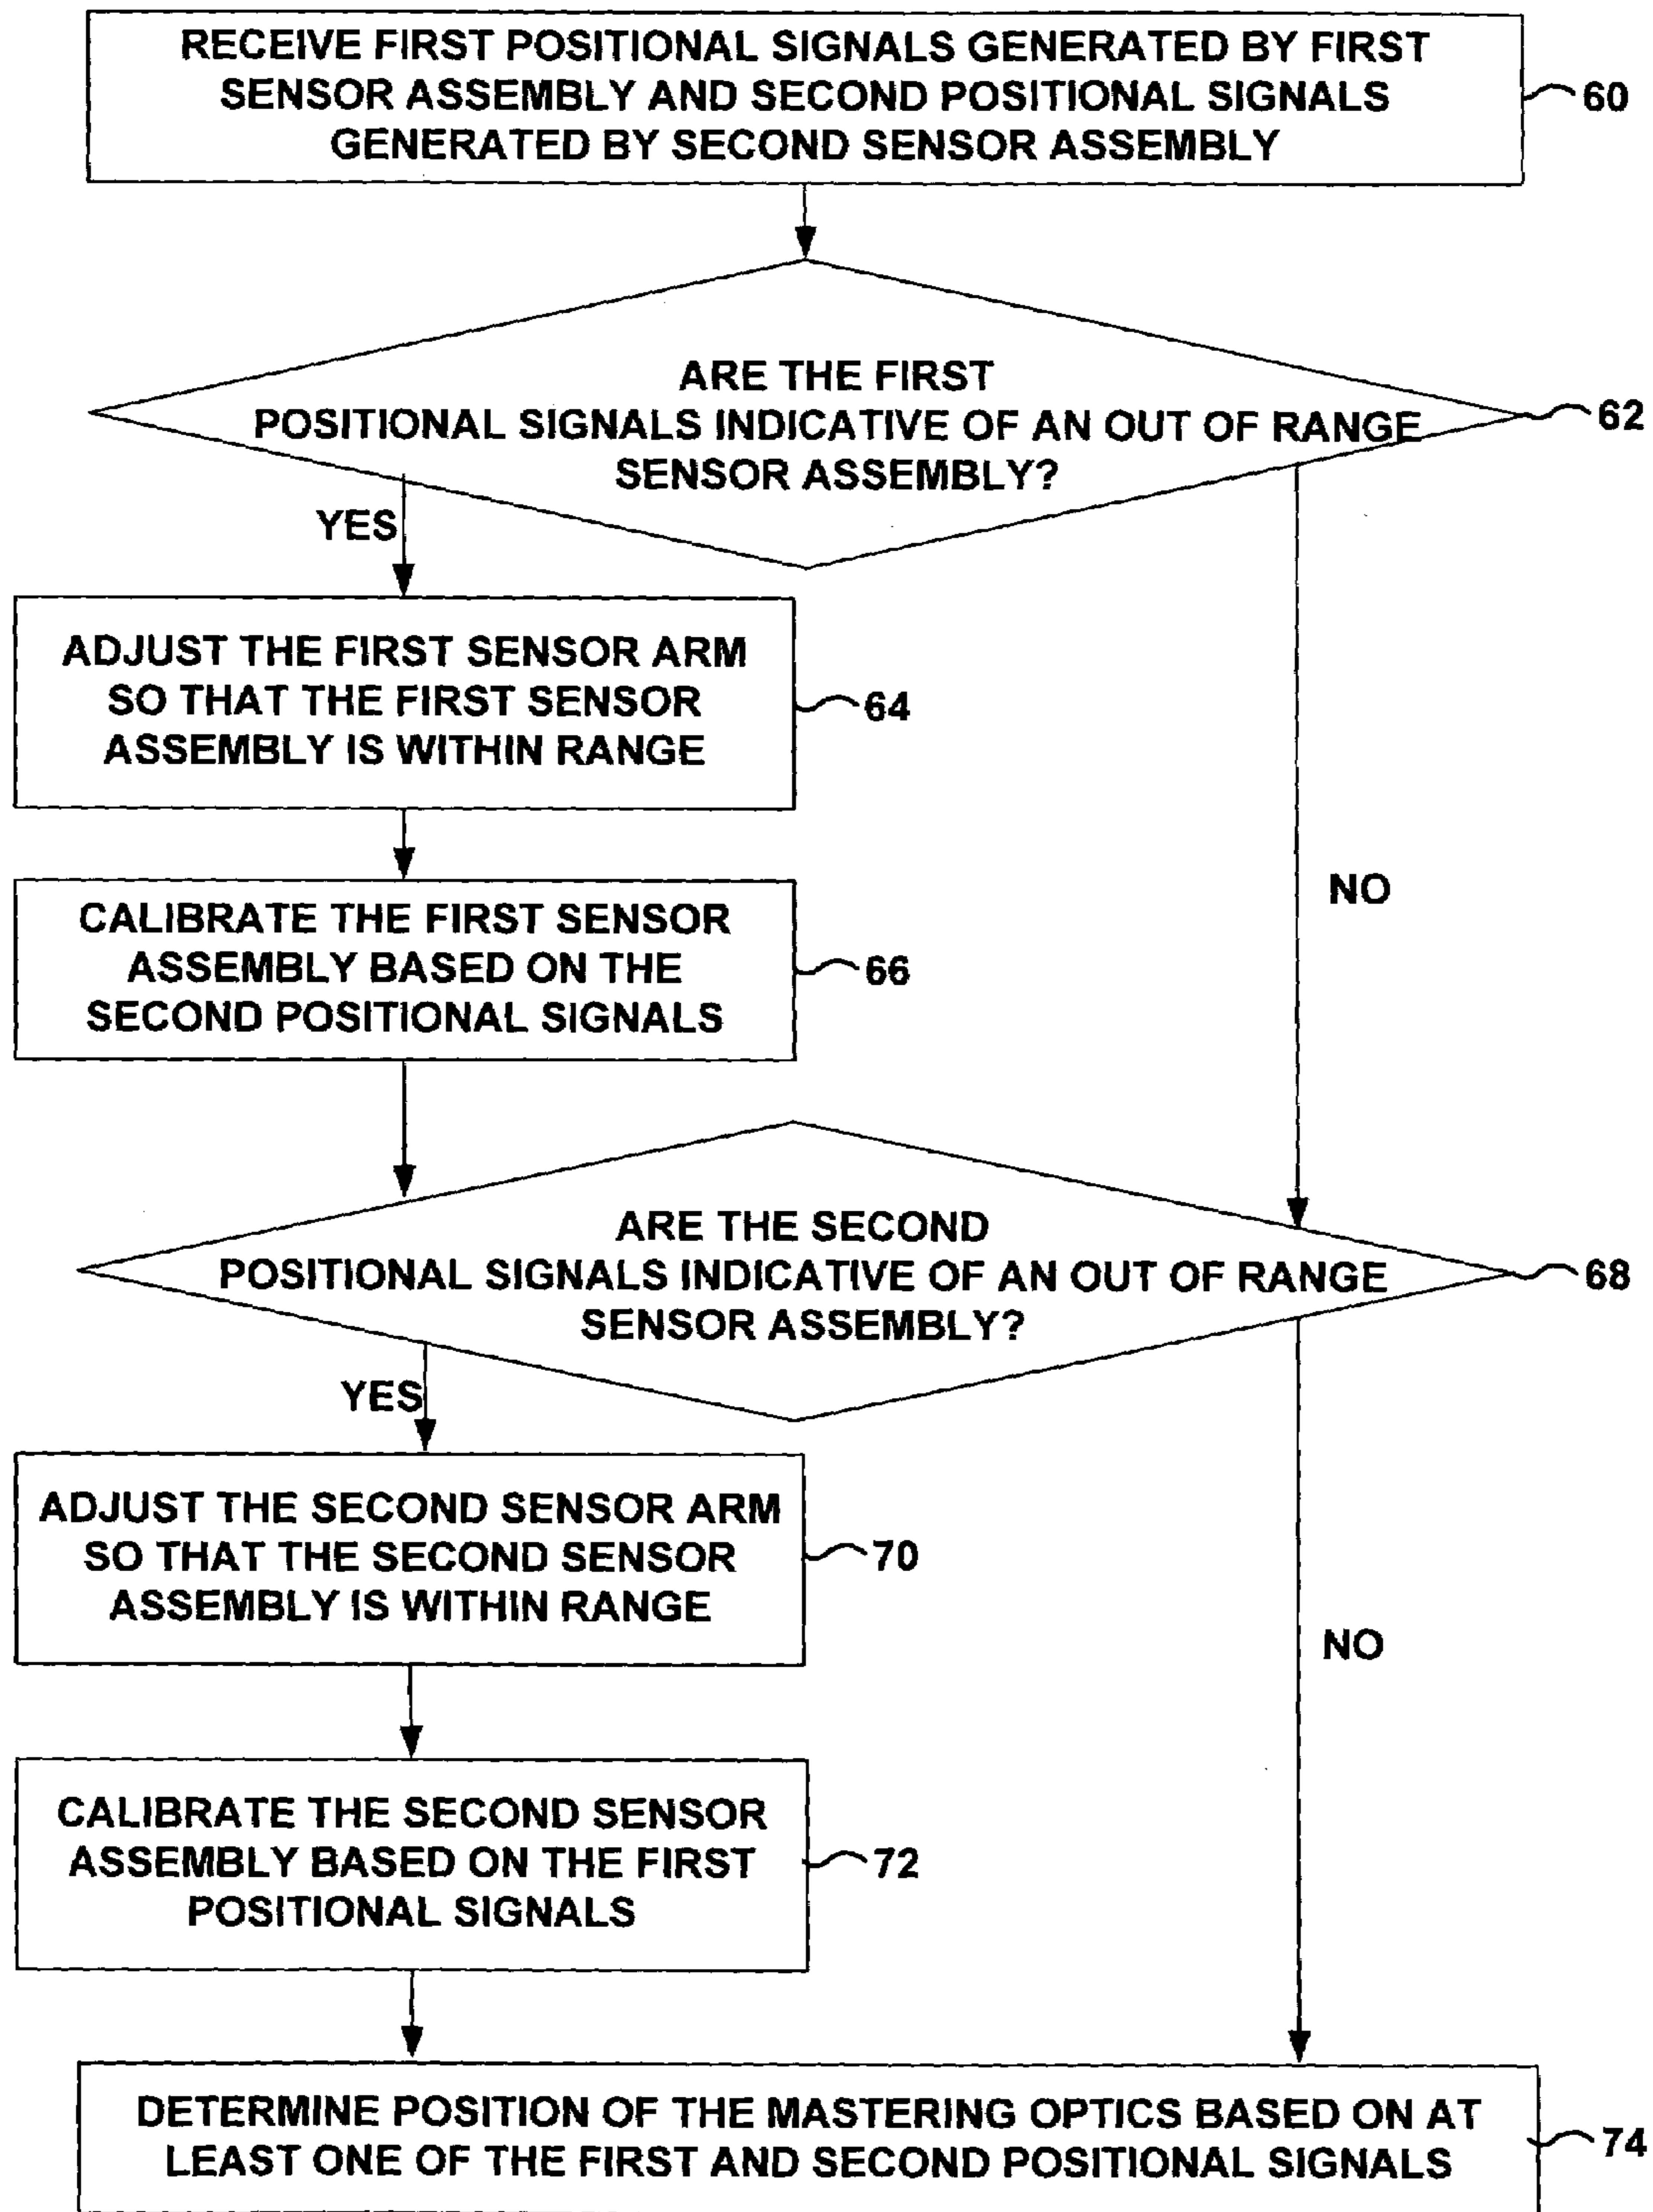 RECEIVE FIRST POSITIONAL SIGNALS GENERATED BY FIRST
SENSOR ASSEMBLY AND SECOND POSITIONAL SIGNALS
GENERATED BY SECOND SENSOR ASSEMBLY
60
ARE THE FIRST
POSITIONAL SIGNALS INDICATIVE OF AN OUT OF RANGE
SENSOR ASSEMBLY?
62
YES
ADJUST THE FIRST SENSOR ARM
SO THAT THE FIRST SENSOR
ASSEMBLY IS WITHIN RANGE
64
NO
CALIBRATE THE FIRST SENSOR
ASSEMBLY BASED ON THE
SECOND POSITIONAL SIGNALS
66
ARE THE SECOND
POSITIONAL SIGNALS INDICATIVE OF AN OUT OF RANGE
SENSOR ASSEMBLY?
68
YES
ADJUST THE SECOND SENSOR ARM
SO THAT THE SECOND SENSOR
ASSEMBLY IS WITHIN RANGE
70
NO
CALIBRATE THE SECOND SENSOR
ASSEMBLY BASED ON THE FIRST
POSITIONAL SIGNALS
72
DETERMINE POSITION OF THE MASTERING OPTICS BASED ON AT
LEAST ONE OF THE FIRST AND SECOND POSITIONAL SIGNALS
74